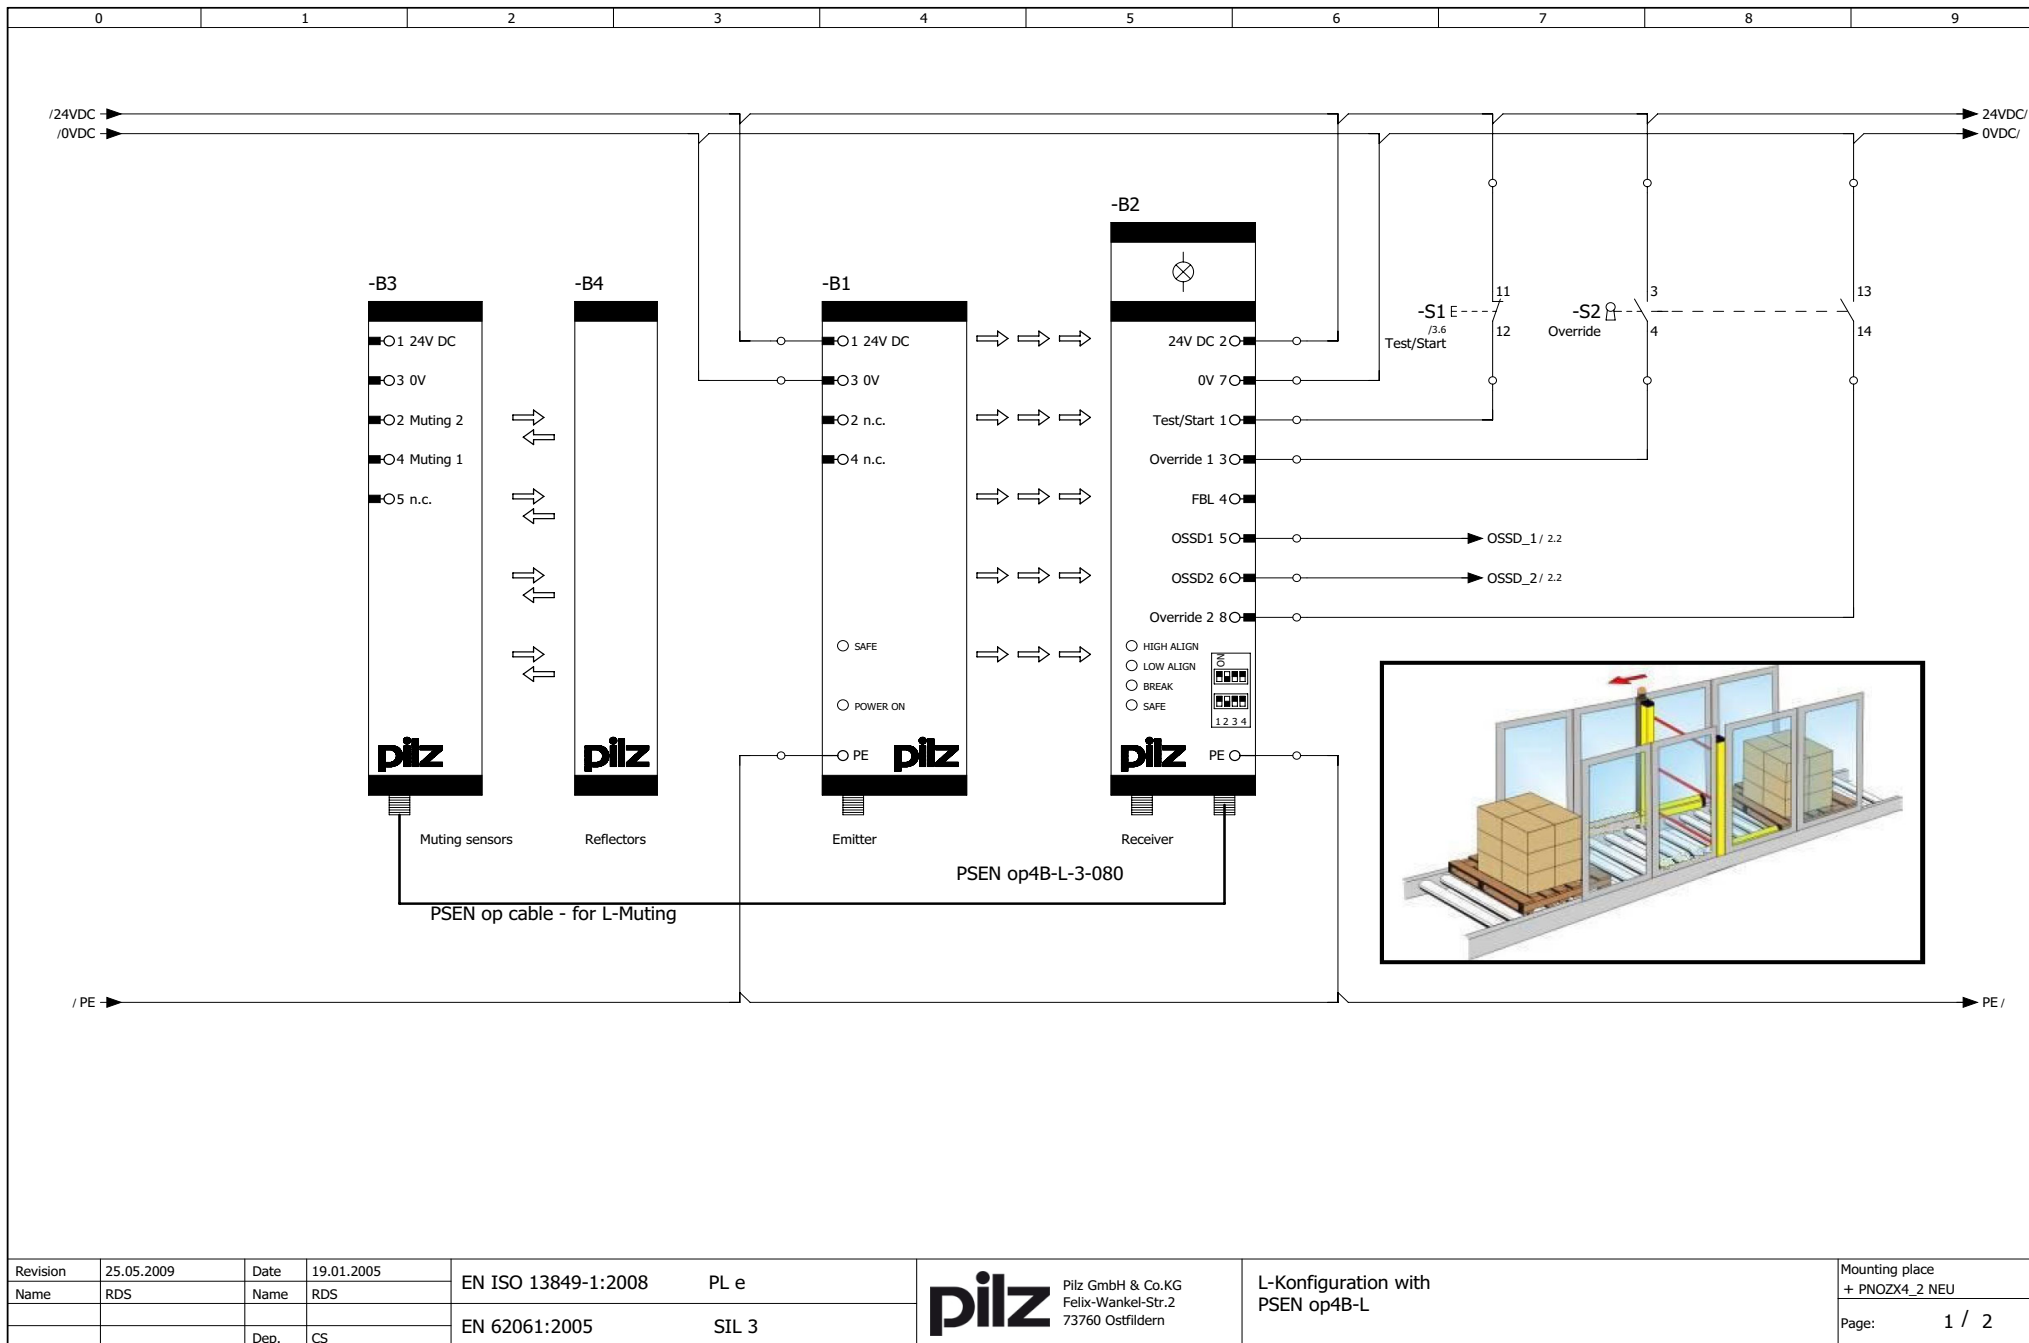 0 1 2 3 4 5 6 7 8 9
/24VDC 24VDC/
/0VDC 0VDC/
-B2
-B3 -B4 -B1
11 3 13
-S1 -S2
/3.6 Override
12 4 14
Test/Start
1 24V DC
3 0V
2 Muting 2
4 Muting 1
5 n.c.
pilz
Muting sensors
pilz
Reflectors
1 24V DC
3 0V
2 n.c.
4 n.c.
SAFE
POWER ON
PE
pilz
Emitter
24V DC 2
0V 7
Test/Start 1
Override 1 3
FBL 4
OSSD1 5
OSSD2 6
Override 2 8
OSSD_1/ 2.2
OSSD_2/ 2.2
HIGH ALIGN
LOW ALIGN
BREAK
SAFE
ON
1 2 3 4
pilz
PE
Receiver
PSEN op4B-L-3-080
PSEN op cable - for L-Muting
/ PE PE /
Revision 25.05.2009 Date 19.01.2005
Name RDS Name RDS
Dep. CS
EN ISO 13849-1:2008 PL e
EN 62061:2005 SIL 3
pilz
Pilz GmbH & Co.KG
Felix-Wankel-Str.2
73760 Ostfildern
L-Konfiguration with
PSEN op4B-L
Mounting place
+ PNOZX4_2 NEU
Page: 1 / 2